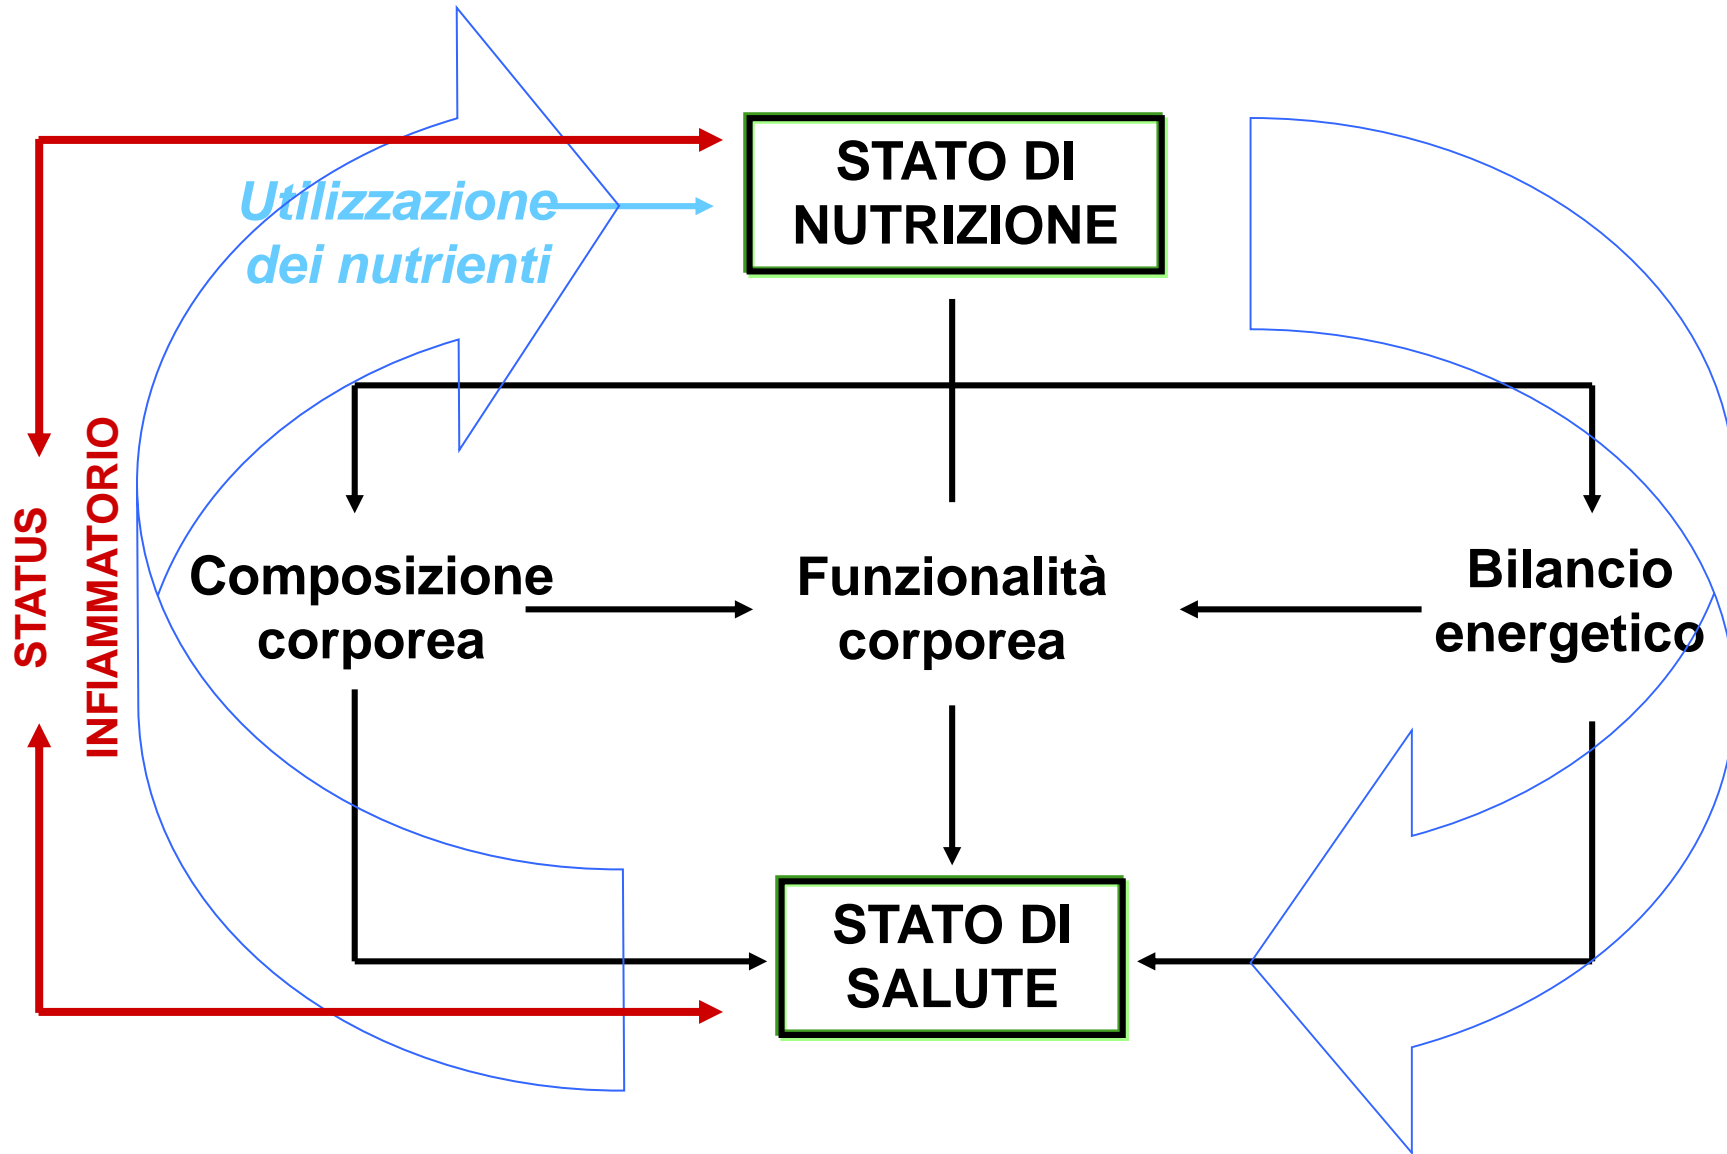 STATO DI
NUTRIZIONE
Utilizzazione
dei nutrienti
STATUS
INFIAMMATORIO
Composizione
corporea
Funzionalità
corporea
Bilancio
energetico
STATO DI
SALUTE